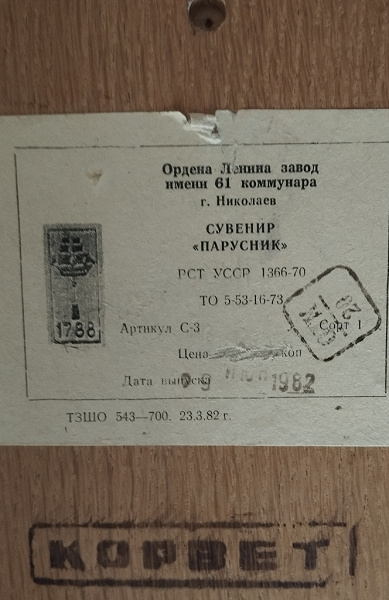 Ордена Ленина завод
имени 61 коммунара
г. Николаев
СУВЕНИР
«ПАРУСНИК»
РСТ УССР 1366-70
ТО 5-53-16-73
1788
Артикул С-3 Сорт 1
Цена коп
Дата выпуска 09 1982
ТЗШО 543—700. 23.3.82 г.
КОРВЕТ